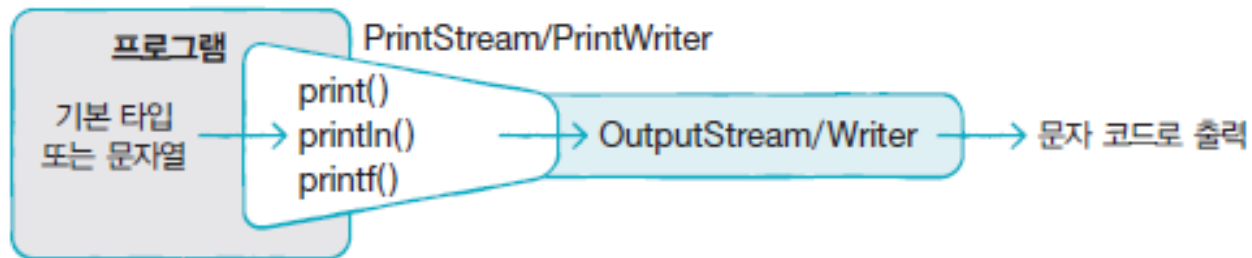 프로그램
PrintStream/PrintWriter
기본 타입
또는 문자열
print()
println()
printf()
OutputStream/Writer
문자 코드로 출력